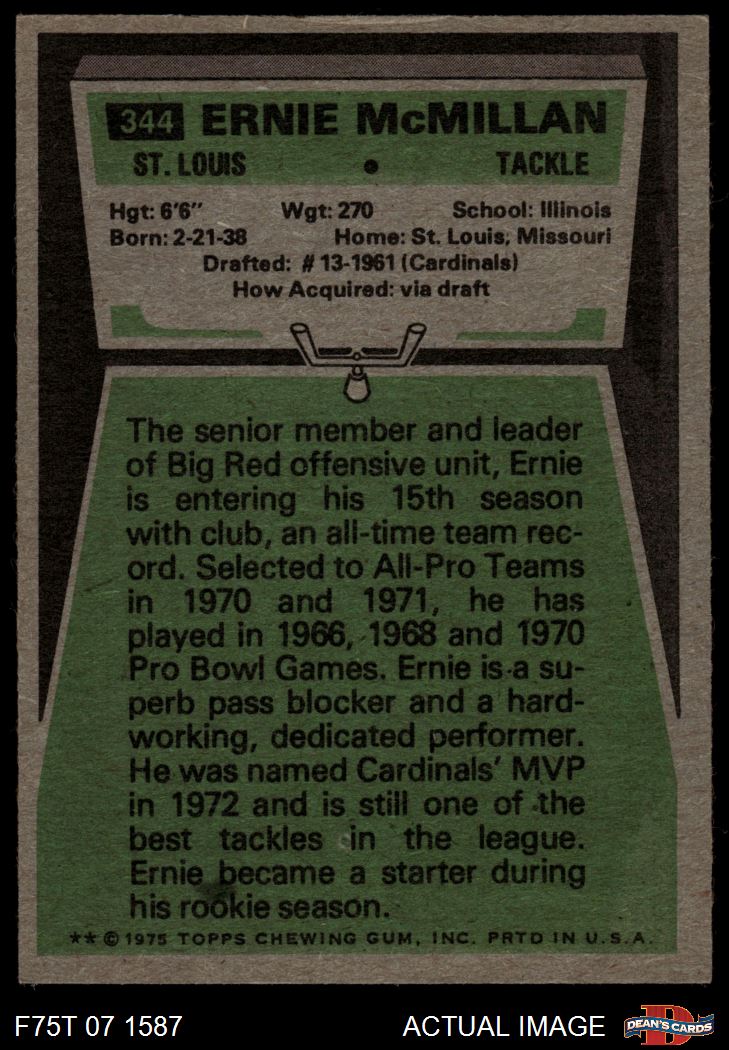 344 ERNIE McMILLAN
ST. LOUIS • TACKLE
Hgt: 6'6" Wgt: 270 School: Illinois
Born: 2-21-38 Home: St. Louis, Missouri
Drafted: #13-1961 (Cardinals)
How Acquired: via draft
The senior member and leader
of Big Red offensive unit, Ernie
is entering his 15th season
with club, an all-time team rec-
ord. Selected to All-Pro Teams
in 1970 and 1971, he has
played in 1966, 1968 and 1970
Pro Bowl Games. Ernie is a su-
perb pass blocker and a hard-
working, dedicated performer.
He was named Cardinals' MVP
in 1972 and is still one of the
best tackles in the league.
Ernie became a starter during
his rookie season.
** © 1975 TOPPS CHEWING GUM, INC. PRTD IN U.S.A.
F75T 07 1587 ACTUAL IMAGE D DEAN'S CARDS